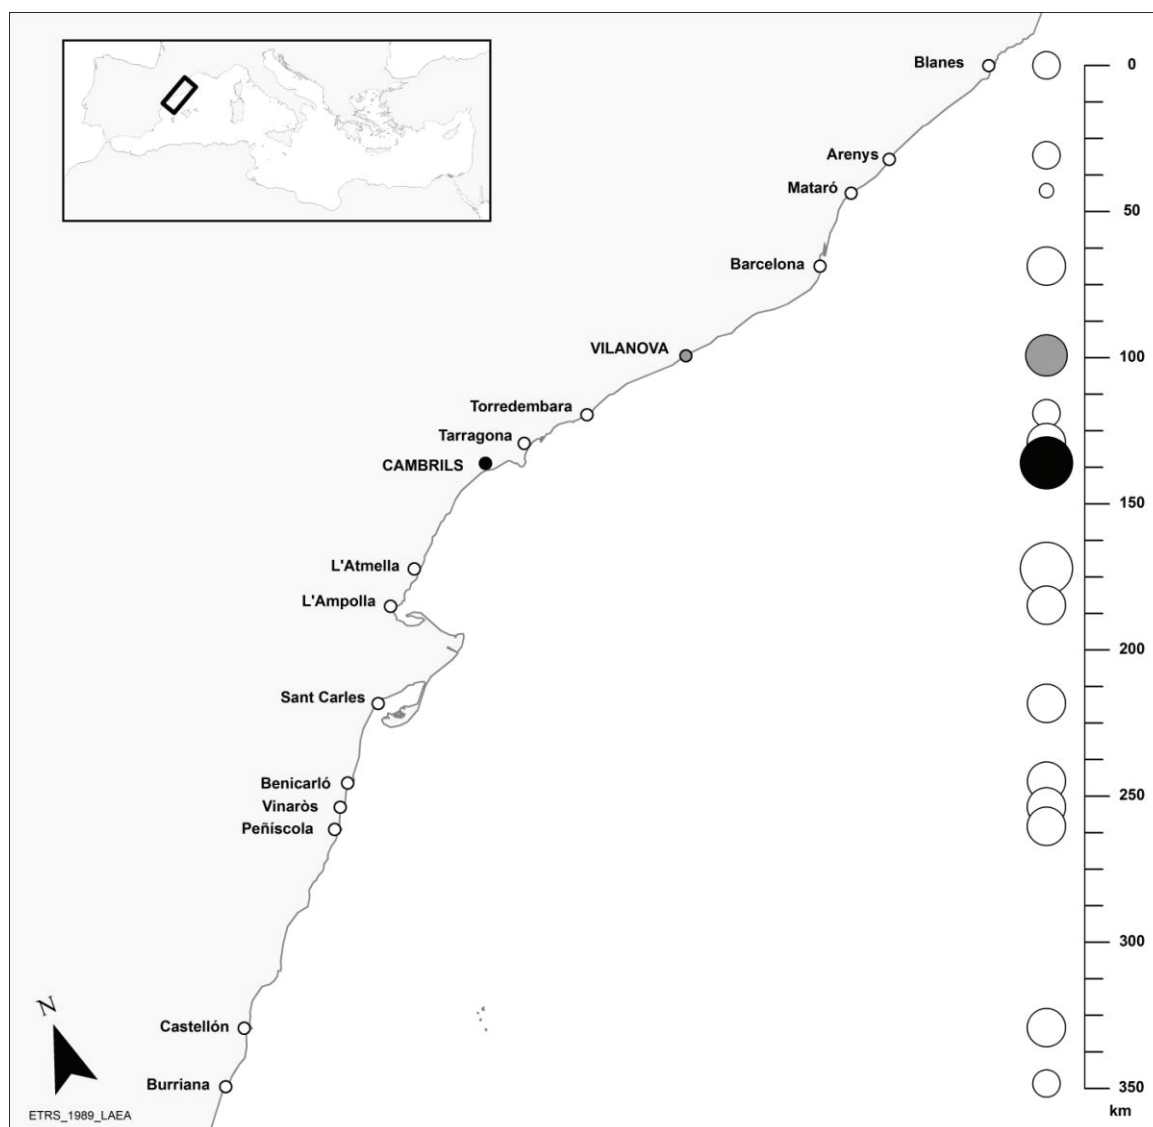 Blanes
0
Arenys
Mataró
50
Barcelona
VILANOVA
100
Torredembara
Tarragona
CAMBRILS
150
L'Atmella
L'Ampolla
200
Sant Carles
Benicarló
250
Vinaròs
Peñíscola
300
N
Castellón
Burriana
350
km
ETRS_1989_LAEA